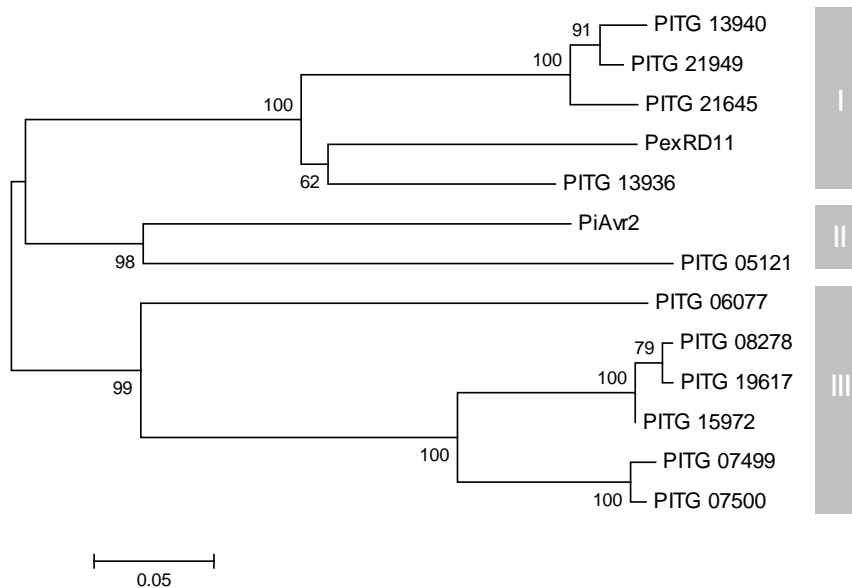 PITG 13940
91
PITG 21949
100
PITG 21645
100
I
PexRD11
62
PITG 13936
PiAvr2
II
98
PITG 05121
PITG 06077
PITG 08278
79
100
PITG 19617
99
III
PITG 15972
100
PITG 07499
100
PITG 07500
0.05